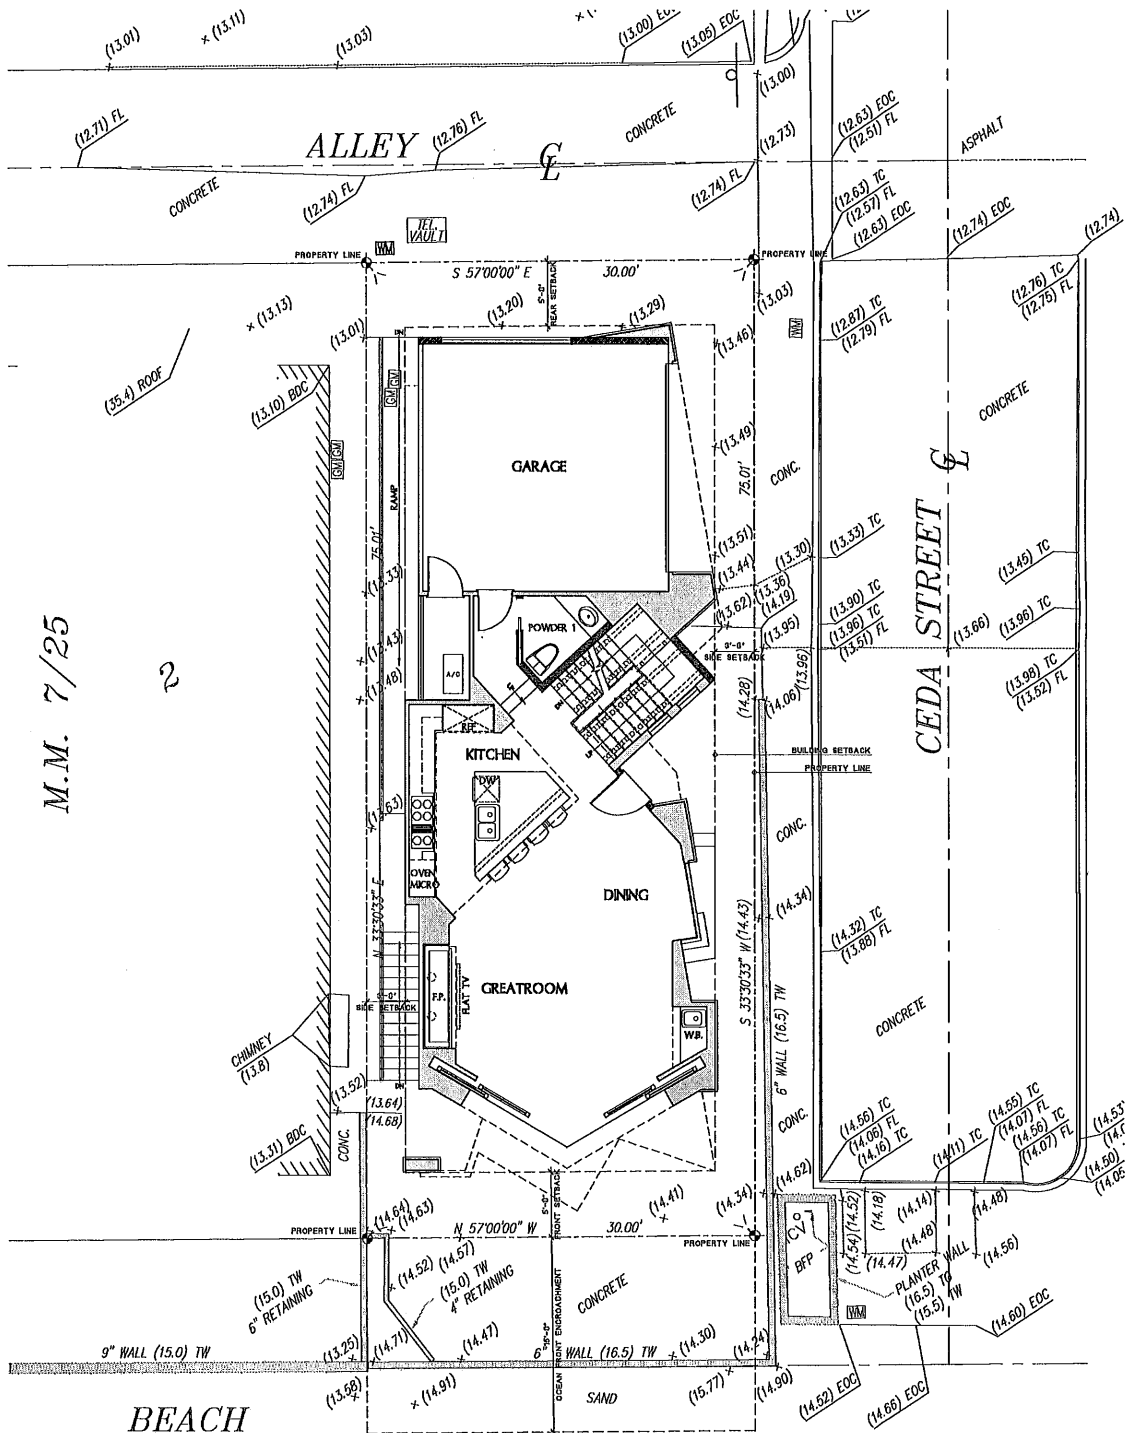 (13.01)
(13.11)
(13.03)
(13.05) EOC
(13.00)
(12.71) FL
ALLEY
(12.76) FL
CONCRETE
(12.73)
(12.63) EOC
(12.51) FL
ASPHALT
CONCRETE
(12.74) FL
(12.74) FL
(12.63) TC
(12.57) FL
(12.63) EOC
(12.74) EOC
(12.74)
TEL.
VAULT
WM
PROPERTY LINE
S 57'00'00" E
30.00'
PROPERTY LINE
5'-0"
REAR SETBACK
(13.03)
(12.76) TC
(12.75) FL
(13.13)
(13.01)
DN
(13.20)
(13.29)
(13.46)
WM
(12.87) TC
(12.79) FL
(35.4) ROOF
(13.10) BDC
GM GM
CONCRETE
GM GM
RAMP
GARAGE
(13.49)
75.01'
CONC.
75.01'
CEDA STREET
(13.33)
(13.51)
(13.44)
(13.30)
(13.33) TC
(13.45) TC
(13.36)
(13.62)
(14.19)
(13.90) TC
(13.96) TC
(13.51) FL
(13.66)
(13.96) TC
M.M. 7/25
2
(13.43)
(13.48)
POWDER 1
A/C
UP
DN
UP
(13.95)
SIDE SETBACK
(13.96)
(14.28)
(14.06)
(13.98) TC
(13.52) FL
REF.
KITCHEN
DW
BUILDING SETBACK
PROPERTY LINE
CONC.
OVEN
MICRO
DINING
(14.34)
N 33'30'33" E
S 33'30'33" W
(14.43)
(14.32) TC
(13.88) FL
GREATROOM
F.P.
FLAT TV
SIDE SETBACK
W.B.
6" WALL (16.5) TW
CONCRETE
CHIMNEY
(13.8)
(13.52)
DN
(13.64)
(14.68)
CONC.
(13.31) BDC
CONC.
(14.56) TC
(14.06) FL
(14.16) TC
(14.11) TC
(14.55) TC
(14.07) FL
(14.56) TC
(14.07) FL
(14.62)
(14.34)
(14.41)
(14.52)
(14.18)
(14.14)
(14.48)
5'-0"
FRONT SETBACK
PROPERTY LINE
(14.64)
(14.63)
N 57'00'00" W
30.00'
PROPERTY LINE
CV
BFP
(14.54)
(14.47)
(14.48)
(14.56)
(14.57)
(14.52)
(15.0) TW
4" RETAINING
(15.0) TW
6" RETAINING
CONCRETE
OCEAN FRONT ENCROACHMENT
PLANTER WALL
(15.5) TW
WM
(14.60) EOC
9" WALL (15.0) TW
(13.25)
(14.71)
(14.47)
6" WALL (16.5) TW
(14.30)
(14.24)
(13.58)
(14.91)
SAND
(15.77)
(14.90)
(14.52) EOC
(14.66) EOC
BEACH